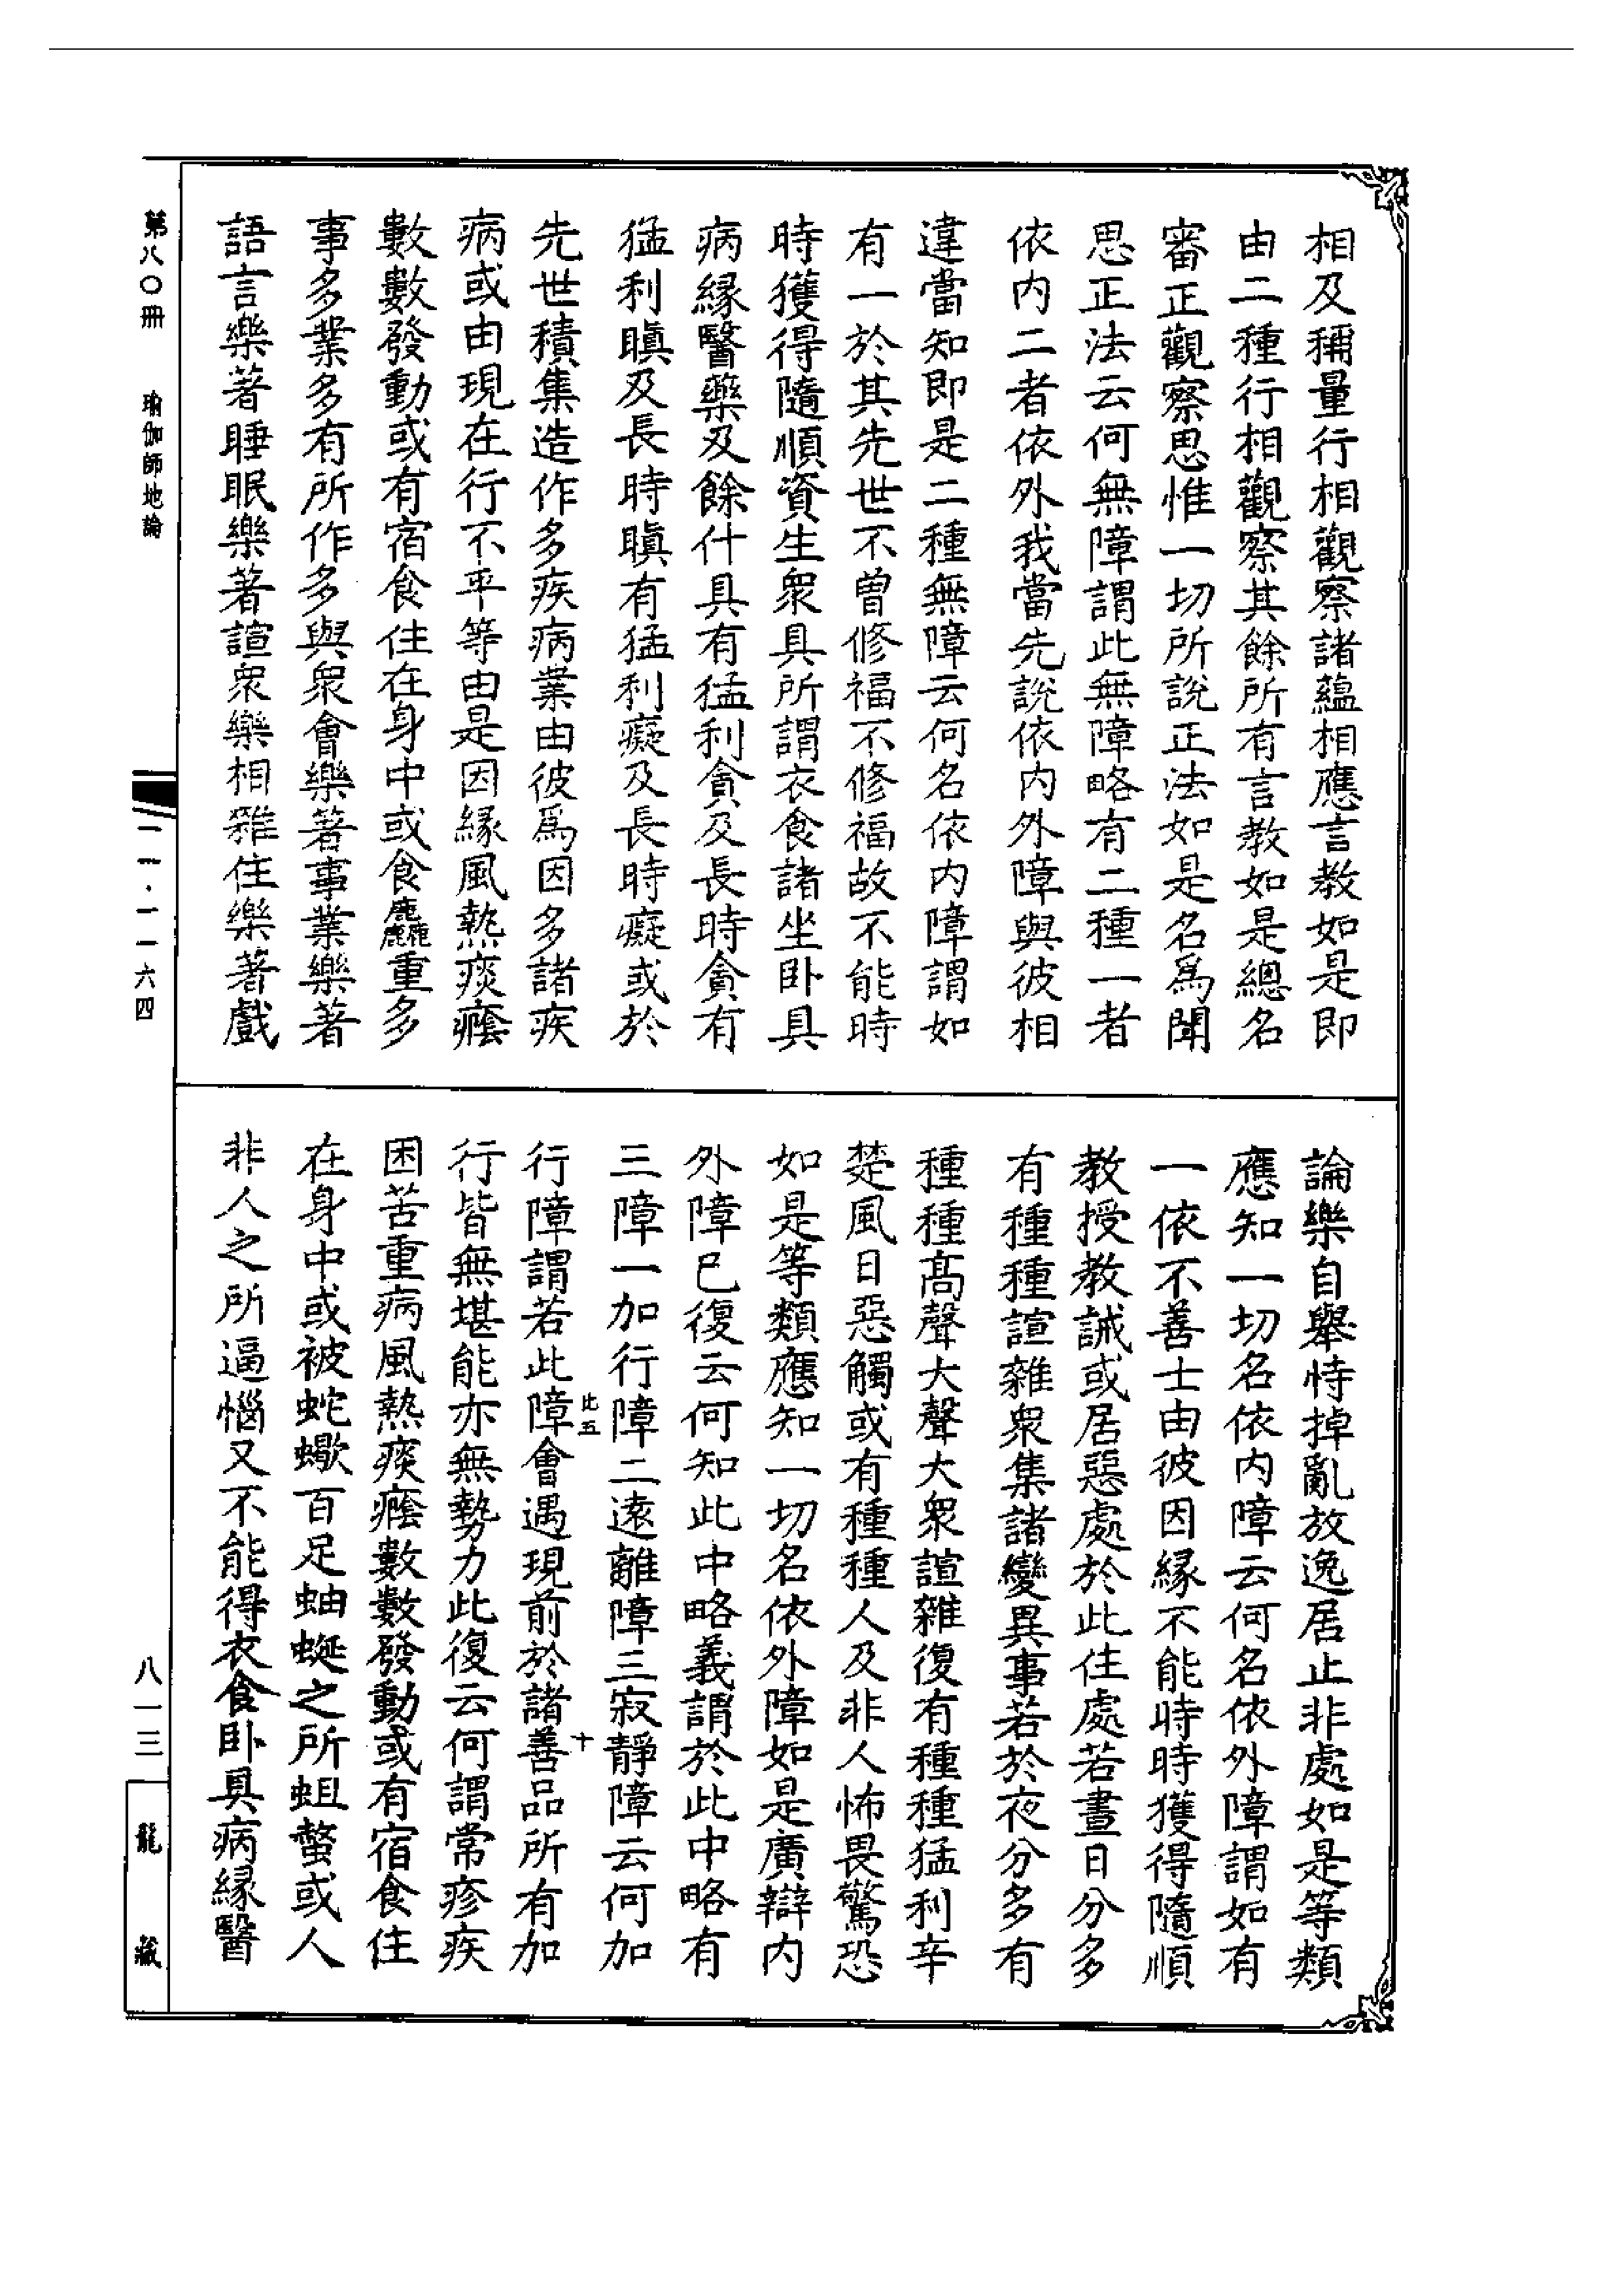 相及稱量行相觀察諸蘊相應言教如是即
由二種行相觀察其餘所有言教如是總名
審正觀察思惟一切所說正法如是名爲聞
思正法云何無障謂此無障略有二種一者
依內二者依外我當先說依內外障與彼相
違當知即是二種無障云何名依內障謂如
有一於其先世不曾修福不修福故不能時
時獲得隨順資生眾具所謂衣食諸坐臥具
病緣醫藥及餘什具有猛利貪及長時貪有
猛利瞋及長時瞋有猛利癡及長時癡或於
先世積集造作多疾病業由彼爲因多諸疾
病或由現在行不平等由是因緣風熱痰癊
數數發動或有宿食住在身中或食麤重多
事多業多有所作多與眾會樂著事業樂著
語言樂著睡眠樂著諠眾樂相雜住樂著戲
論樂自舉恃掉亂放逸居止非處如是等類
應知一切名依內障云何名依外障謂如有
一依不善士由彼因緣不能時時獲得隨順
教授教誡或居惡處於此住處若晝日分多
有種種諠雜眾集諸變異事若於夜分多有
種種高聲大聲大眾諠雜復有種種猛利辛
楚風日惡觸或有種種人及非人怖畏驚恐
如是等類應知一切名依外障如是廣辯內
外障已復云何知此中略義謂於此中略有
三障一加行障二遠離障三寂靜障云何加
行障謂若此障會遇現前於諸善品所有加
比五
十
行皆無堪能亦無勢力此復云何謂常疹疾
困苦重病風熱痰癊數數發動或有宿食住
在身中或被蛇蠍百足蚰蜒之所蛆螫或人
非人之所逼惱又不能得衣食臥具病緣醫
第八〇冊
瑜伽師地論
一一·一一六四
八一三
龍藏